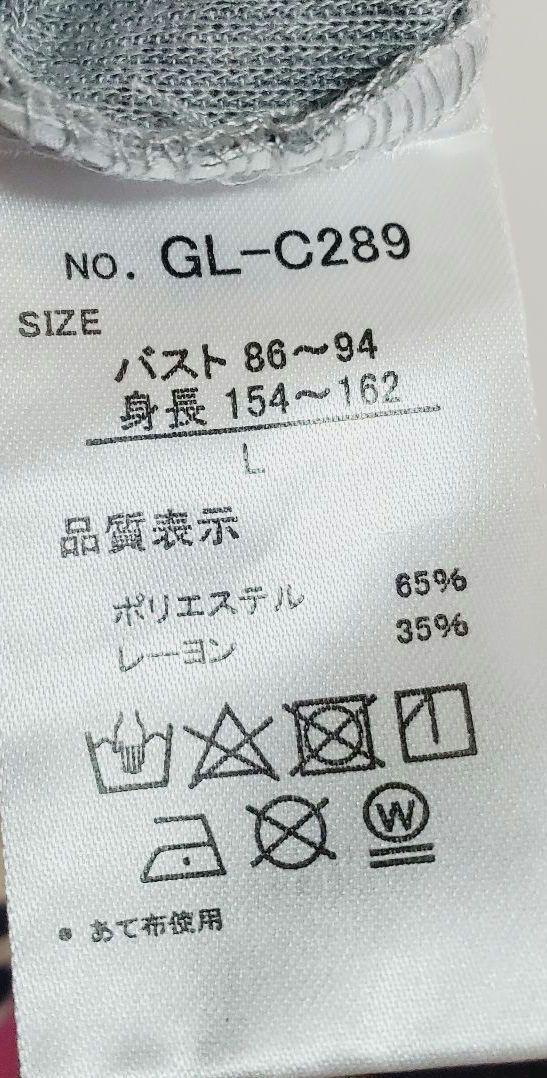 NO. GL-C289
SIZE
バスト 86〜94
身長 154〜162
L
品質表示
ポリエステル 65%
レーヨン 35%
W
• あて布使用